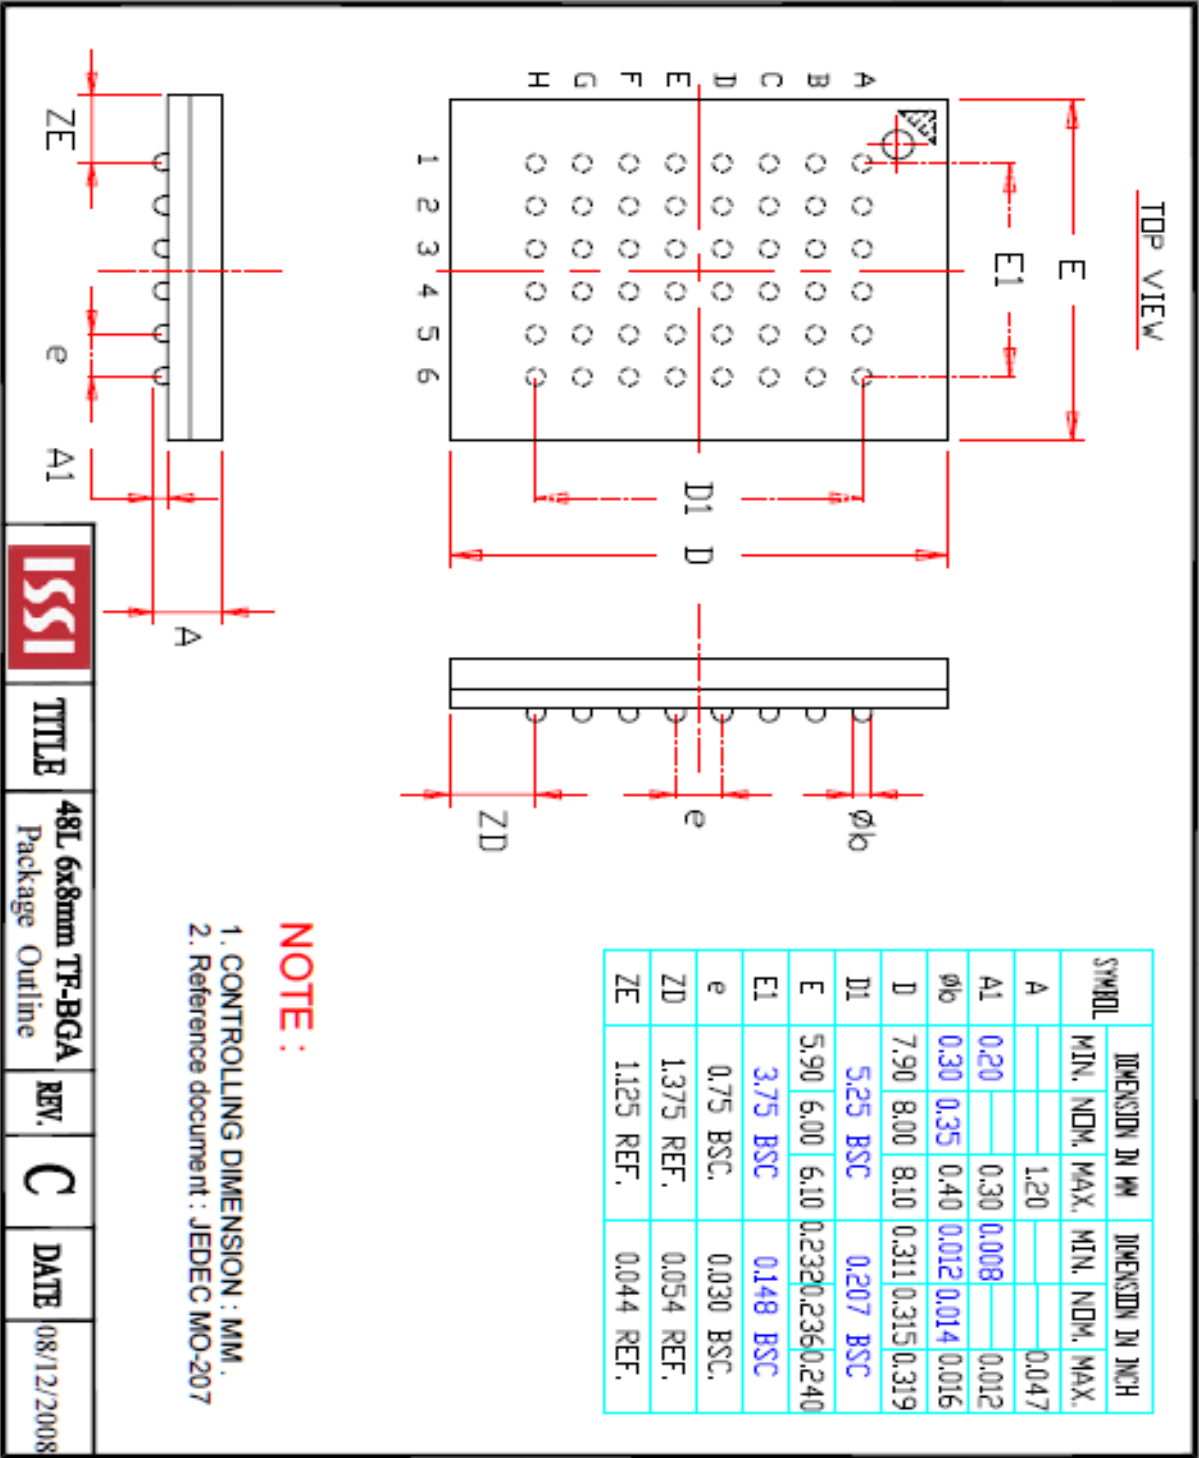 TOP VIEW
E
E1
A B C D E F G H
1 2 3 4 5 6
D1
D
ZE
e
A1
A
Øb
e
ZD
SYMBOL DIMENSION IN MM DIMENSION IN INCH
MIN. NOM. MAX. MIN. NOM. MAX.
A 1.20 0.047
A1 0.20 0.30 0.008 0.012
Øb 0.30 0.35 0.40 0.012 0.014 0.016
D 7.90 8.00 8.10 0.311 0.315 0.319
D1 5.25 BSC 0.207 BSC
E 5.90 6.00 6.10 0.232 0.236 0.240
E1 3.75 BSC 0.148 BSC
e 0.75 BSC. 0.030 BSC.
ZD 1.375 REF. 0.054 REF.
ZE 1.125 REF. 0.044 REF.
NOTE :
1. CONTROLLING DIMENSION : MM .
2. Reference document : JEDEC MO-207
ISSI
TITLE
48L 6x8mm TF-BGA
Package Outline
REV.
C
DATE
08/12/2008